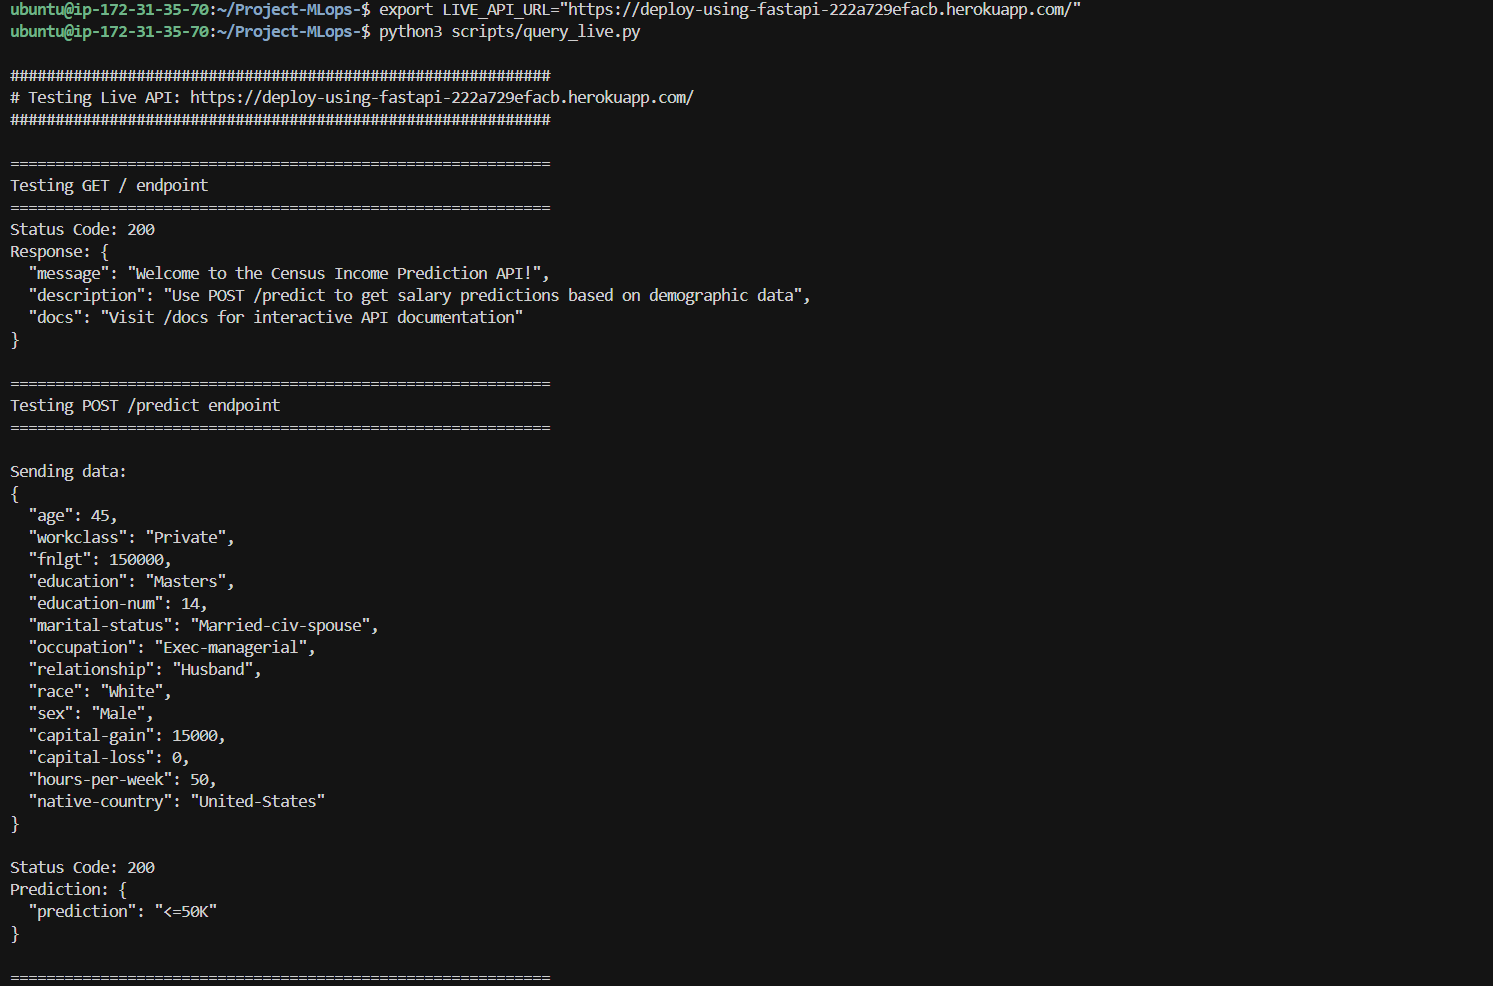 ubuntu@ip-172-31-35-70:~/Project-MLops-$ export LIVE_API_URL="https://deploy-using-fastapi-222a729efacb.herokuapp.com/"
ubuntu@ip-172-31-35-70:~/Project-MLops-$ python3 scripts/query_live.py
############################################################
# Testing Live API: https://deploy-using-fastapi-222a729efacb.herokuapp.com/
############################################################
============================================================
Testing GET / endpoint
============================================================
Status Code: 200
Response: {
  "message": "Welcome to the Census Income Prediction API!",
  "description": "Use POST /predict to get salary predictions based on demographic data",
  "docs": "Visit /docs for interactive API documentation"
}
============================================================
Testing POST /predict endpoint
============================================================
Sending data:
{
  "age": 45,
  "workclass": "Private",
  "fnlgt": 150000,
  "education": "Masters",
  "education-num": 14,
  "marital-status": "Married-civ-spouse",
  "occupation": "Exec-managerial",
  "relationship": "Husband",
  "race": "White",
  "sex": "Male",
  "capital-gain": 15000,
  "capital-loss": 0,
  "hours-per-week": 50,
  "native-country": "United-States"
}
Status Code: 200
Prediction: {
  "prediction": "<=50K"
}
============================================================